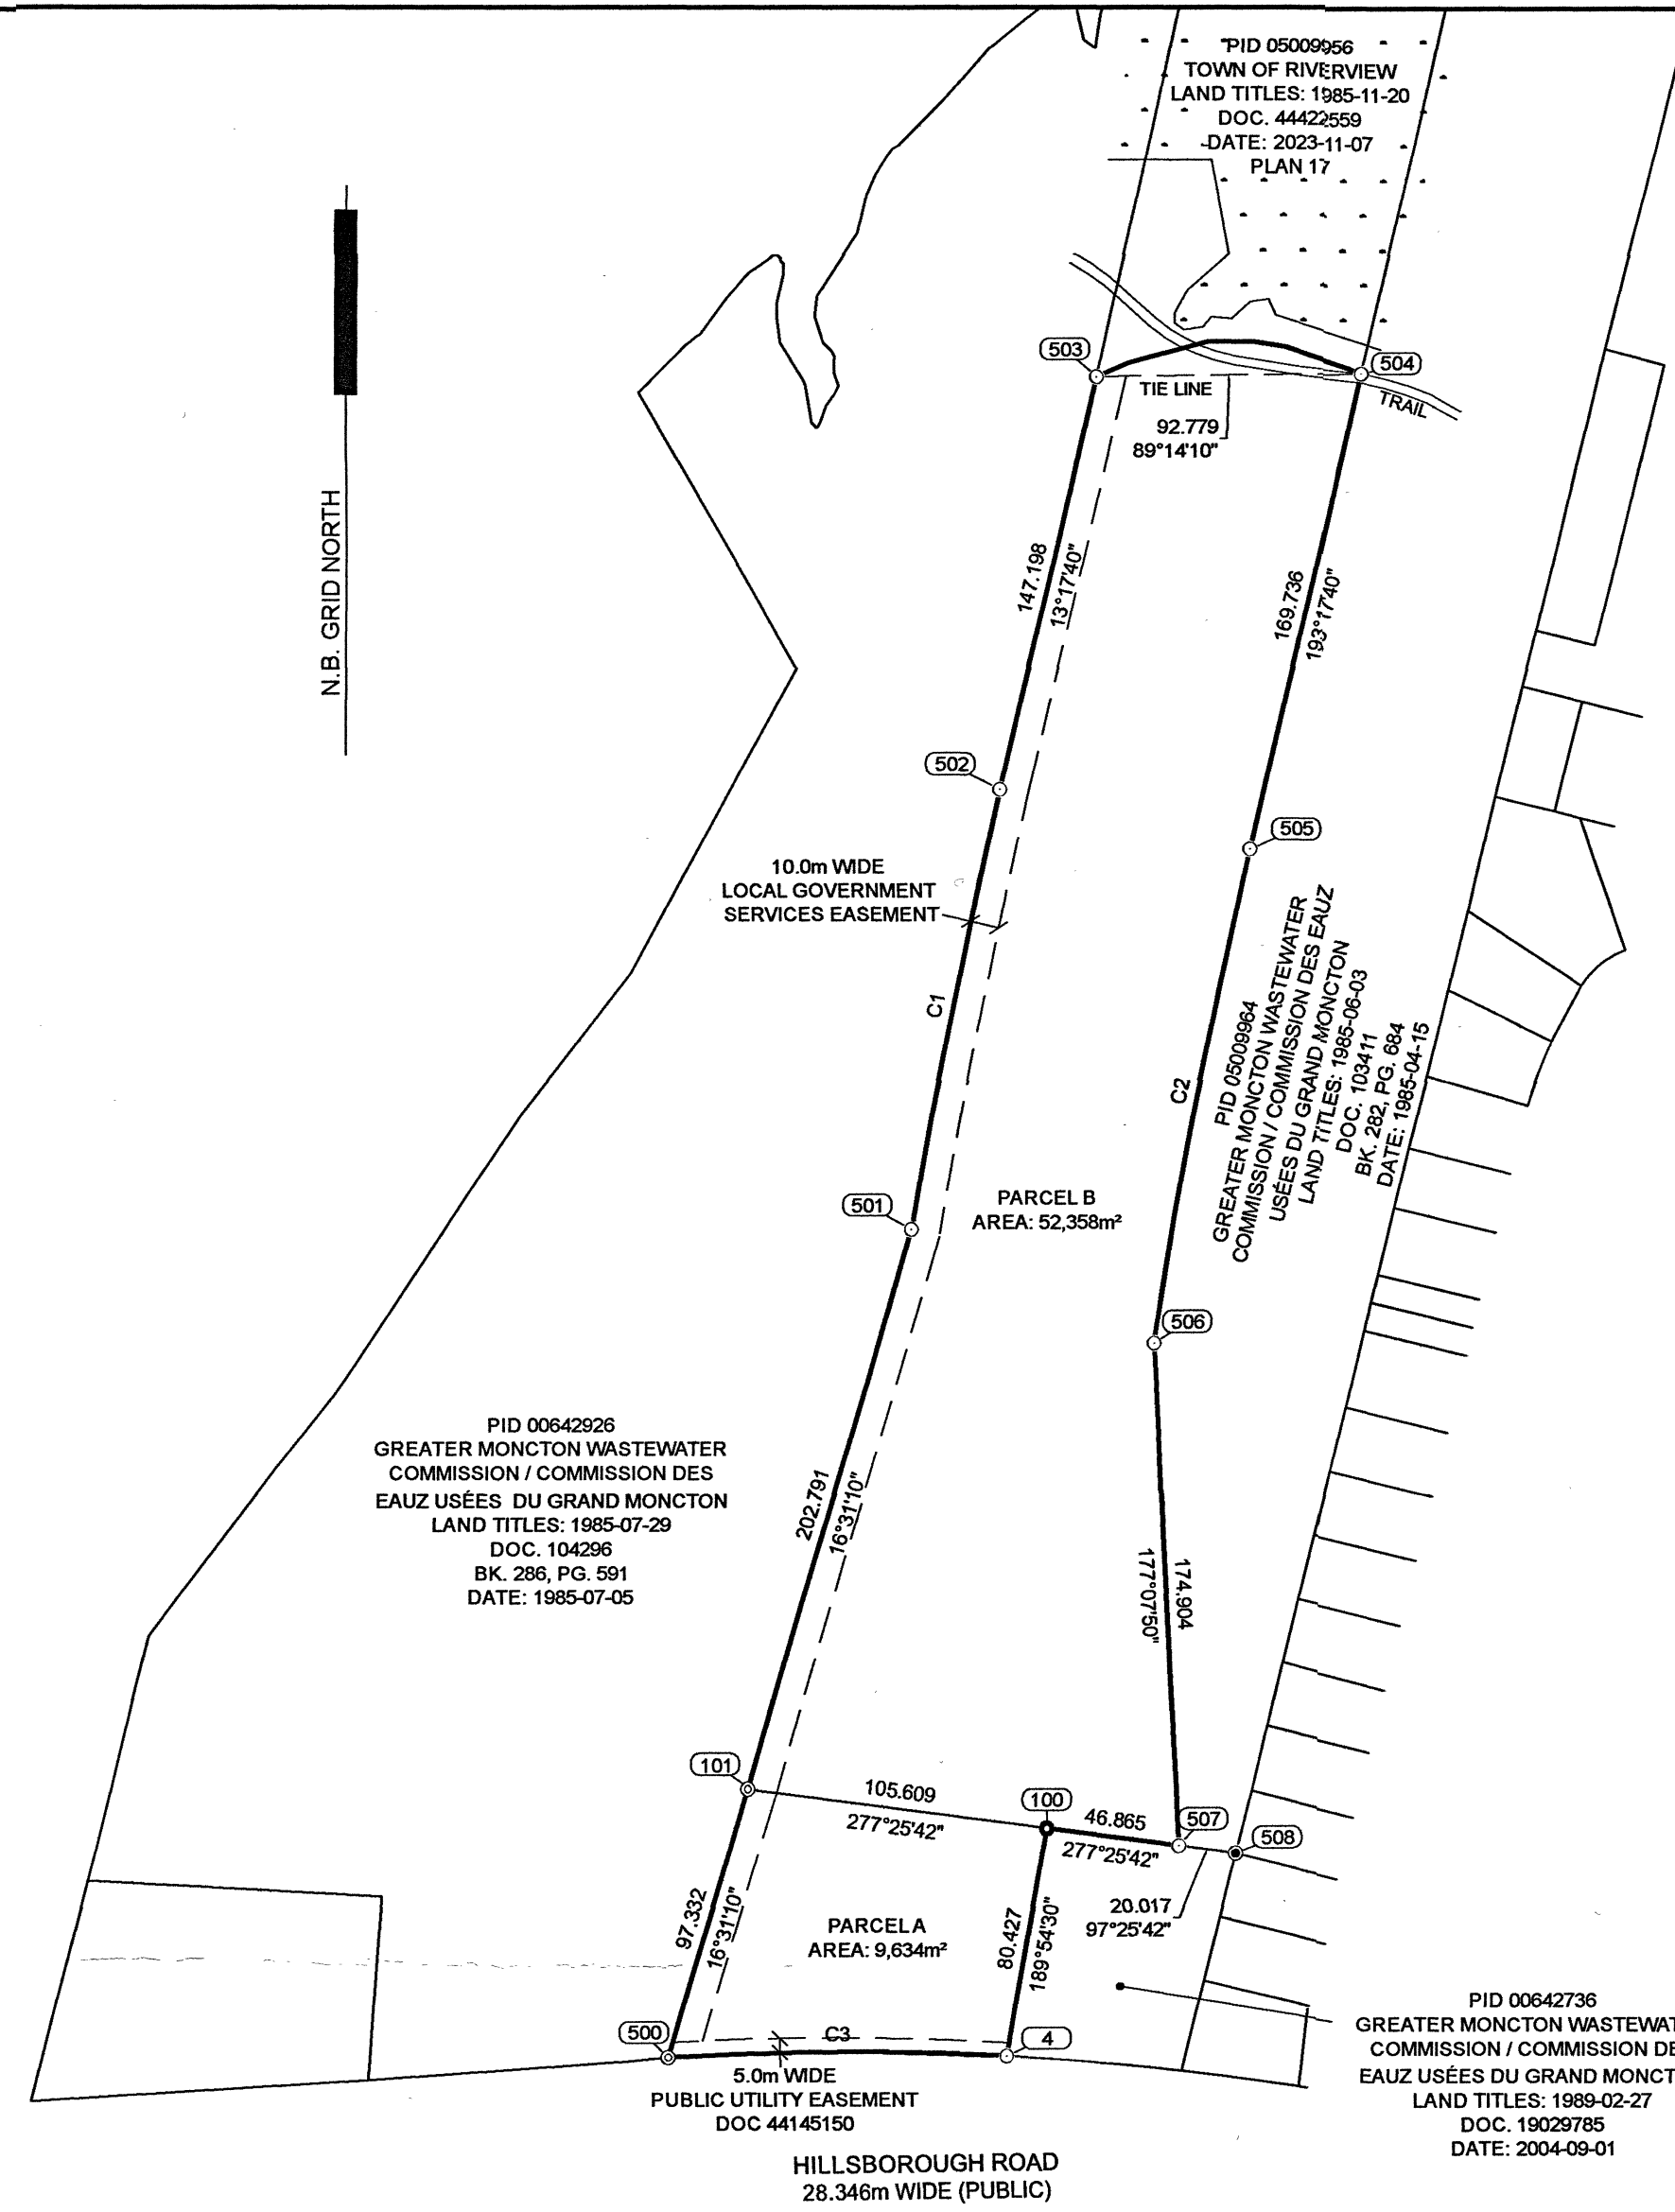 PID 05009956
TOWN OF RIVERVIEW
LAND TITLES: 1985-11-20
DOC. 44422559
DATE: 2023-11-07
PLAN 17
N.B. GRID NORTH
503
504
TIE LINE
TRAIL
92.779
89°14'10"
147.198
13°17'40"
169.736
193°17'40"
502
505
10.0m WIDE
LOCAL GOVERNMENT
SERVICES EASEMENT
C1
C2
PID 05009964
GREATER MONCTON WASTEWATER
COMMISSION / COMMISSION DES EAUZ
USÉES DU GRAND MONCTON
LAND TITLES: 1985-06-03
DOC. 103411
BK. 282, PG. 684
DATE: 1985-04-15
501
PARCEL B
AREA: 52,358m²
506
PID 00642926
GREATER MONCTON WASTEWATER
COMMISSION / COMMISSION DES
EAUZ USÉES DU GRAND MONCTON
LAND TITLES: 1985-07-29
DOC. 104296
BK. 286, PG. 591
DATE: 1985-07-05
202.791
16°31'10"
174.904
177°07'50"
101
105.609
277°25'42"
100
46.865
277°25'42"
507
508
20.017
97°25'42"
97.332
16°31'10"
PARCEL A
AREA: 9,634m²
80.427
189°54'30"
500
C3
4
5.0m WIDE
PUBLIC UTILITY EASEMENT
DOC 44145150
PID 00642736
GREATER MONCTON WASTEWAT
COMMISSION / COMMISSION DE
EAUZ USÉES DU GRAND MONCT
LAND TITLES: 1989-02-27
DOC. 19029785
DATE: 2004-09-01
HILLSBOROUGH ROAD
28.346m WIDE (PUBLIC)